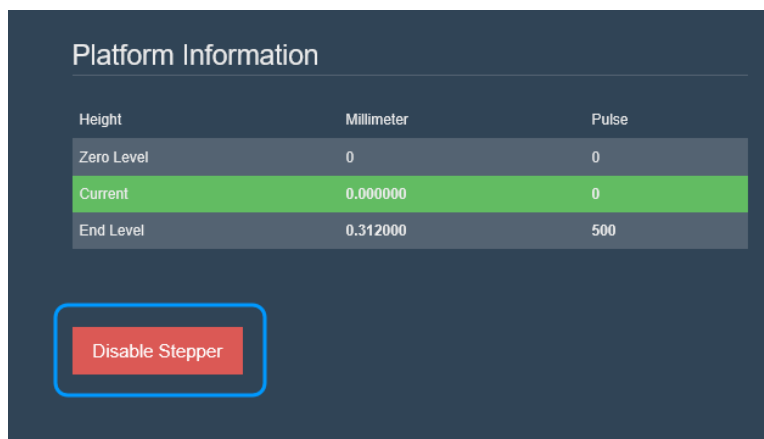 Platform Information
Height Millimeter Pulse
Zero Level 0 0
Current 0.000000 0
End Level 0.312000 500
Disable Stepper